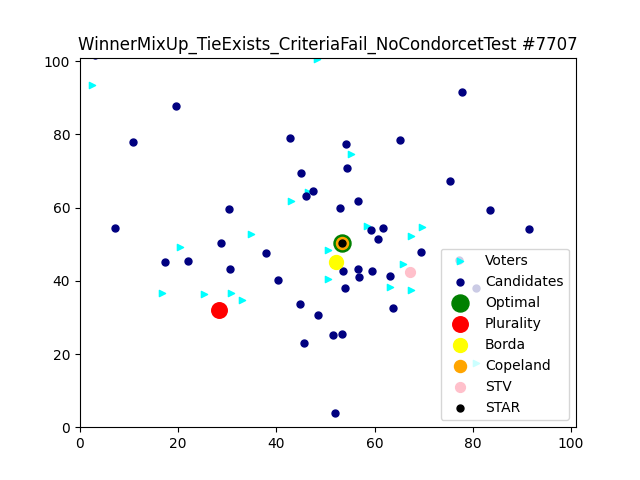 WinnerMixUp_TieExists_CriteriaFail_NoCondorcetTest #7707
100
80
60
40
20
0
Voters
Candidates
Optimal
Plurality
Borda
Copeland
STV
STAR
0 20 40 60 80 100